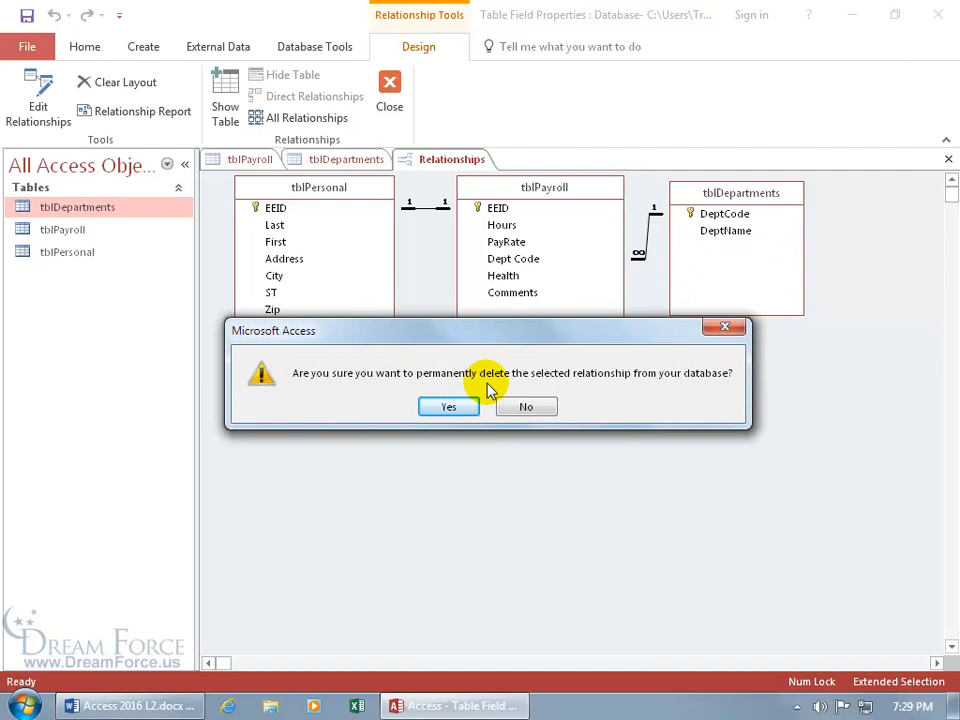 Relationship Tools
Table Field Properties : Database- C:\Users\Tr...
Sign in
?
File
Home
Create
External Data
Database Tools
Design
Tell me what you want to do
Edit
Relationships
Clear Layout
Relationship Report
Tools
Show
Table
Hide Table
Direct Relationships
All Relationships
Relationships
Close
All Access Obje...
Tables
tblDepartments
tblPayroll
tblPersonal
tblPayroll
tblDepartments
Relationships
tblPersonal
EEID
Last
First
Address
City
ST
Zip
1
1
tblPayroll
EEID
Hours
PayRate
Dept Code
Health
Comments
1
∞
tblDepartments
DeptCode
DeptName
Microsoft Access
Are you sure you want to permanently delete the selected relationship from your database?
Yes
No
DREAM FORCE
www.DreamForce.us
Ready
Num Lock
Extended Selection
Access 2016 L2.docx ...
Access - Table Field ...
7:29 PM